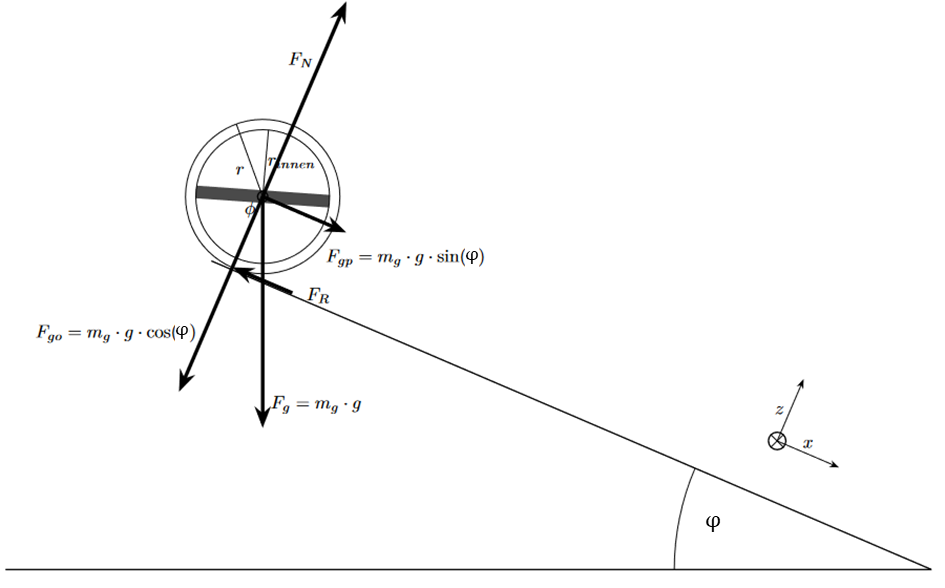 F_N
r r_innen
ϕ
F_gp = m_g · g · sin(φ)
F_R
F_go = m_g · g · cos(φ)
F_g = m_g · g
z
x
φ